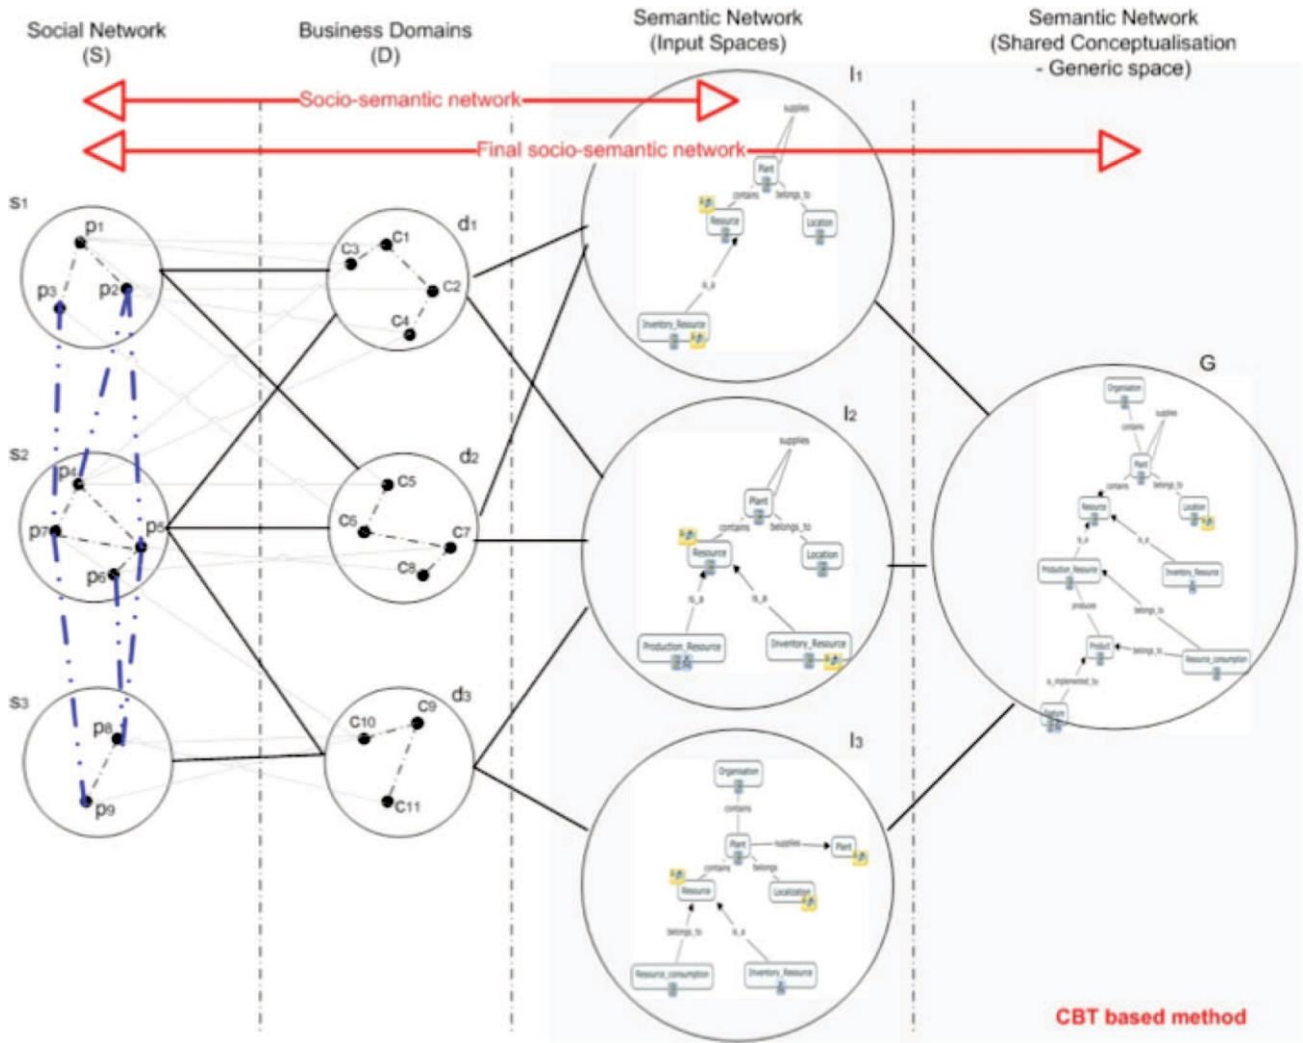 Social Network
(S)
Business Domains
(D)
Semantic Network
(Input Spaces)
Semantic Network
(Shared Conceptualisation
- Generic space)
Socio-semantic network
Final socio-semantic network
S1
p1
p2
p3
d1
C1
C3
C2
C4
I1
supplies
Plant
contains
belongs_to
Resource
Location
is_a
Inventory_Resource
S2
p4
p7
p5
p6
d2
C5
C6
C7
C8
I2
supplies
Plant
contains
belongs_to
Resource
Location
is_a
is_a
Production_Resource
Inventory_Resource
S3
p8
p9
d3
C9
C10
C11
I3
Organisation
contains
Plant
supplies
Plant
contains
belongs
Resource
Localization
belongs_to
is_a
Resource_consumption
Inventory_Resource
G
Organisation
contains
supplies
Plant
contains
belongs_to
Resource
Location
is_a
is_a
Production_Resource
Inventory_Resource
produces
belongs_to
Product
belongs_to
Resource_consumption
is_implemented_by
CBT based method